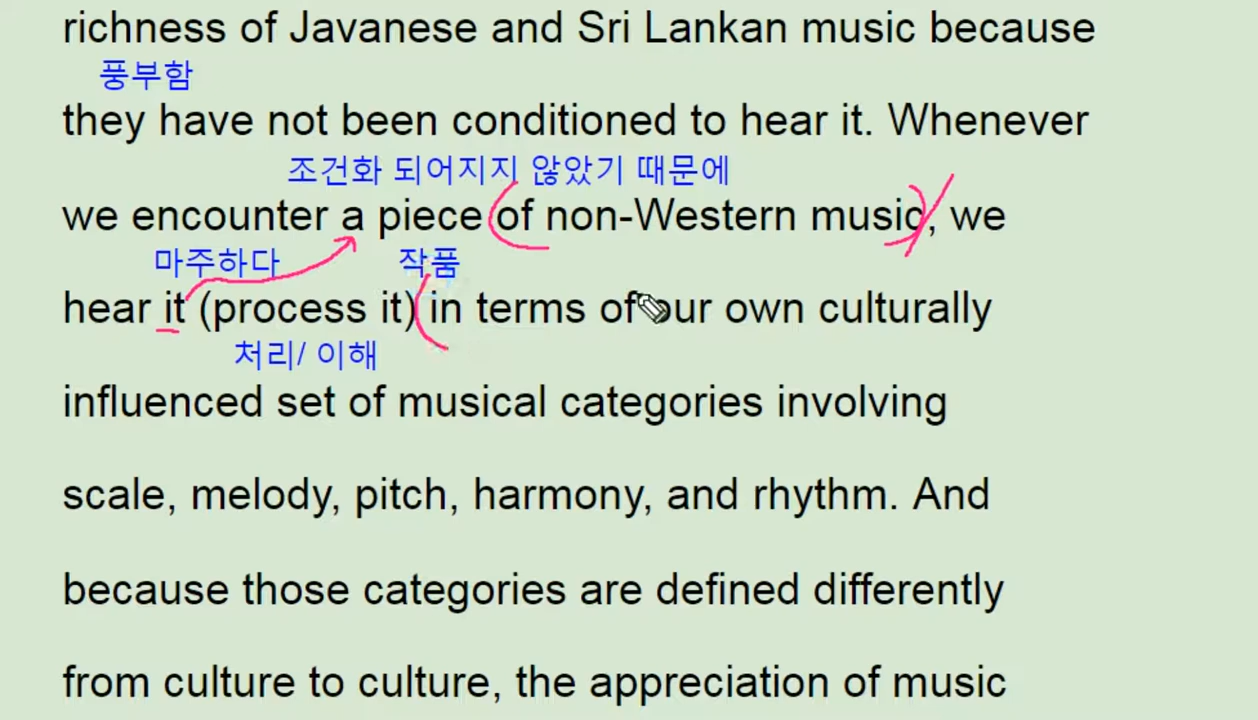 richness of Javanese and Sri Lankan music because
풍부함
they have not been conditioned to hear it. Whenever
조건화 되어지지 않았기 때문에
we encounter a piece of non-Western music, we
마주하다 작품
hear it (process it) in terms of our own culturally
처리/ 이해
influenced set of musical categories involving
scale, melody, pitch, harmony, and rhythm. And
because those categories are defined differently
from culture to culture, the appreciation of music